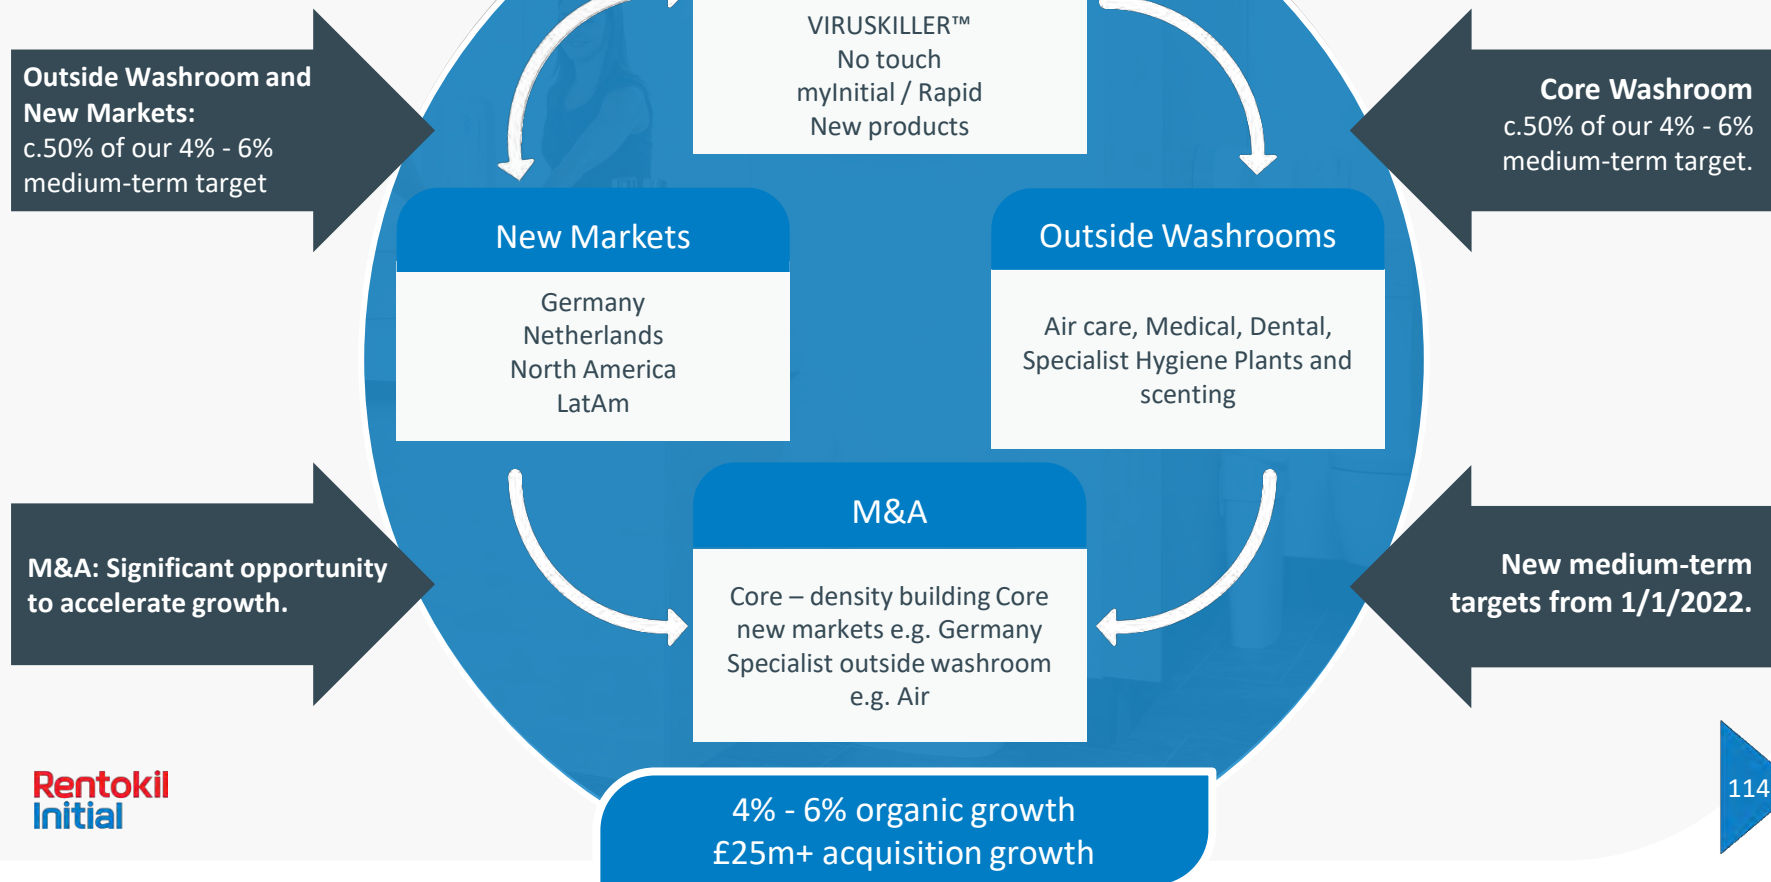 VIRUSKILLER™
No touch
myInitial / Rapid
New products
Outside Washroom and
New Markets:
c.50% of our 4% - 6%
medium-term target
Core Washroom
c.50% of our 4% - 6%
medium-term target.
New Markets
Germany
Netherlands
North America
LatAm
Outside Washrooms
Air care, Medical, Dental,
Specialist Hygiene Plants and
scenting
M&A: Significant opportunity
to accelerate growth.
M&A
Core – density building Core
new markets e.g. Germany
Specialist outside washroom
e.g. Air
New medium-term
targets from 1/1/2022.
Rentokil
Initial
4% - 6% organic growth
£25m+ acquisition growth
114